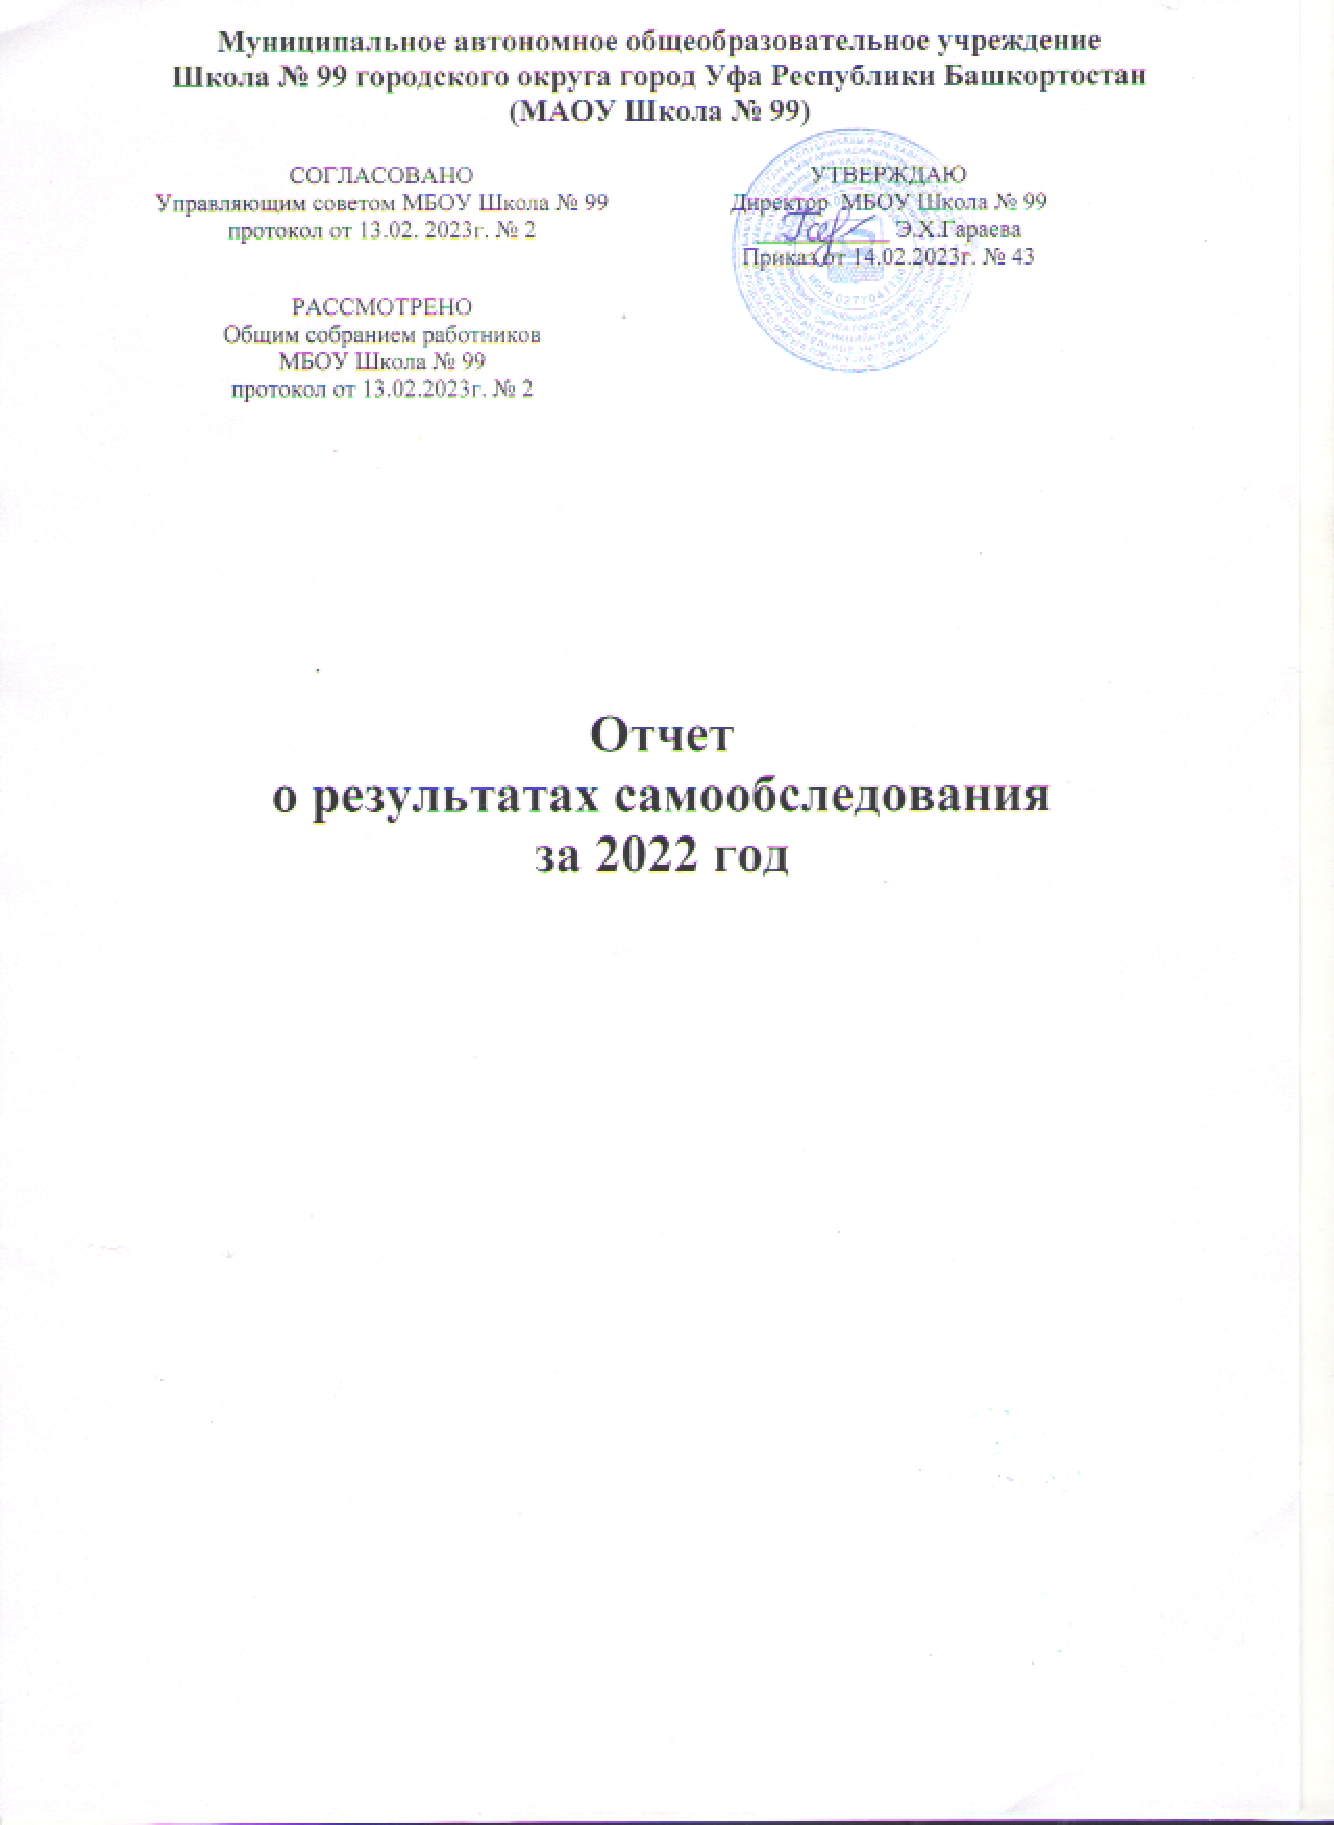 Муниципальное автономное общеобразовательное учреждение
Школа № 99 городского округа город Уфа Республики Башкортостан
(МАОУ Школа № 99)
СОГЛАСОВАНО
Управляющим советом МБОУ Школа № 99
протокол от 13.02. 2023г. № 2
УТВЕРЖДАЮ
Директор МБОУ Школа № 99
Э.Х.Гараева
Приказ от 14.02.2023г. № 43
РАССМОТРЕНО
Общим собранием работников
МБОУ Школа № 99
протокол от 13.02.2023г. № 2
Отчет
о результатах самообследования
за 2022 год